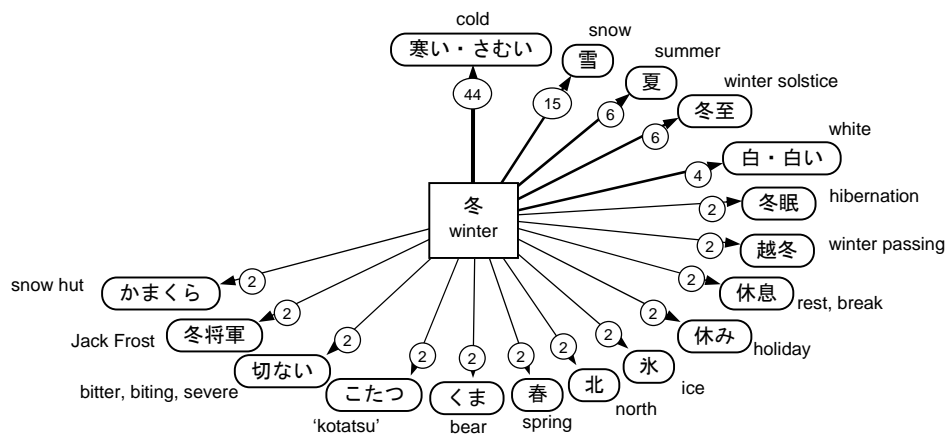 cold
寒い・さむい
44
snow
雪
15
summer
夏
6
winter solstice
冬至
6
white
白・白い
4
冬
winter
hibernation
冬眠
2
winter passing
越冬
2
休息
rest, break
2
休み
holiday
2
氷
ice
2
北
north
2
春
spring
2
くま
bear
2
こたつ
‘kotatsu’
2
切ない
bitter, biting, severe
2
冬将軍
Jack Frost
2
かまくら
snow hut
2